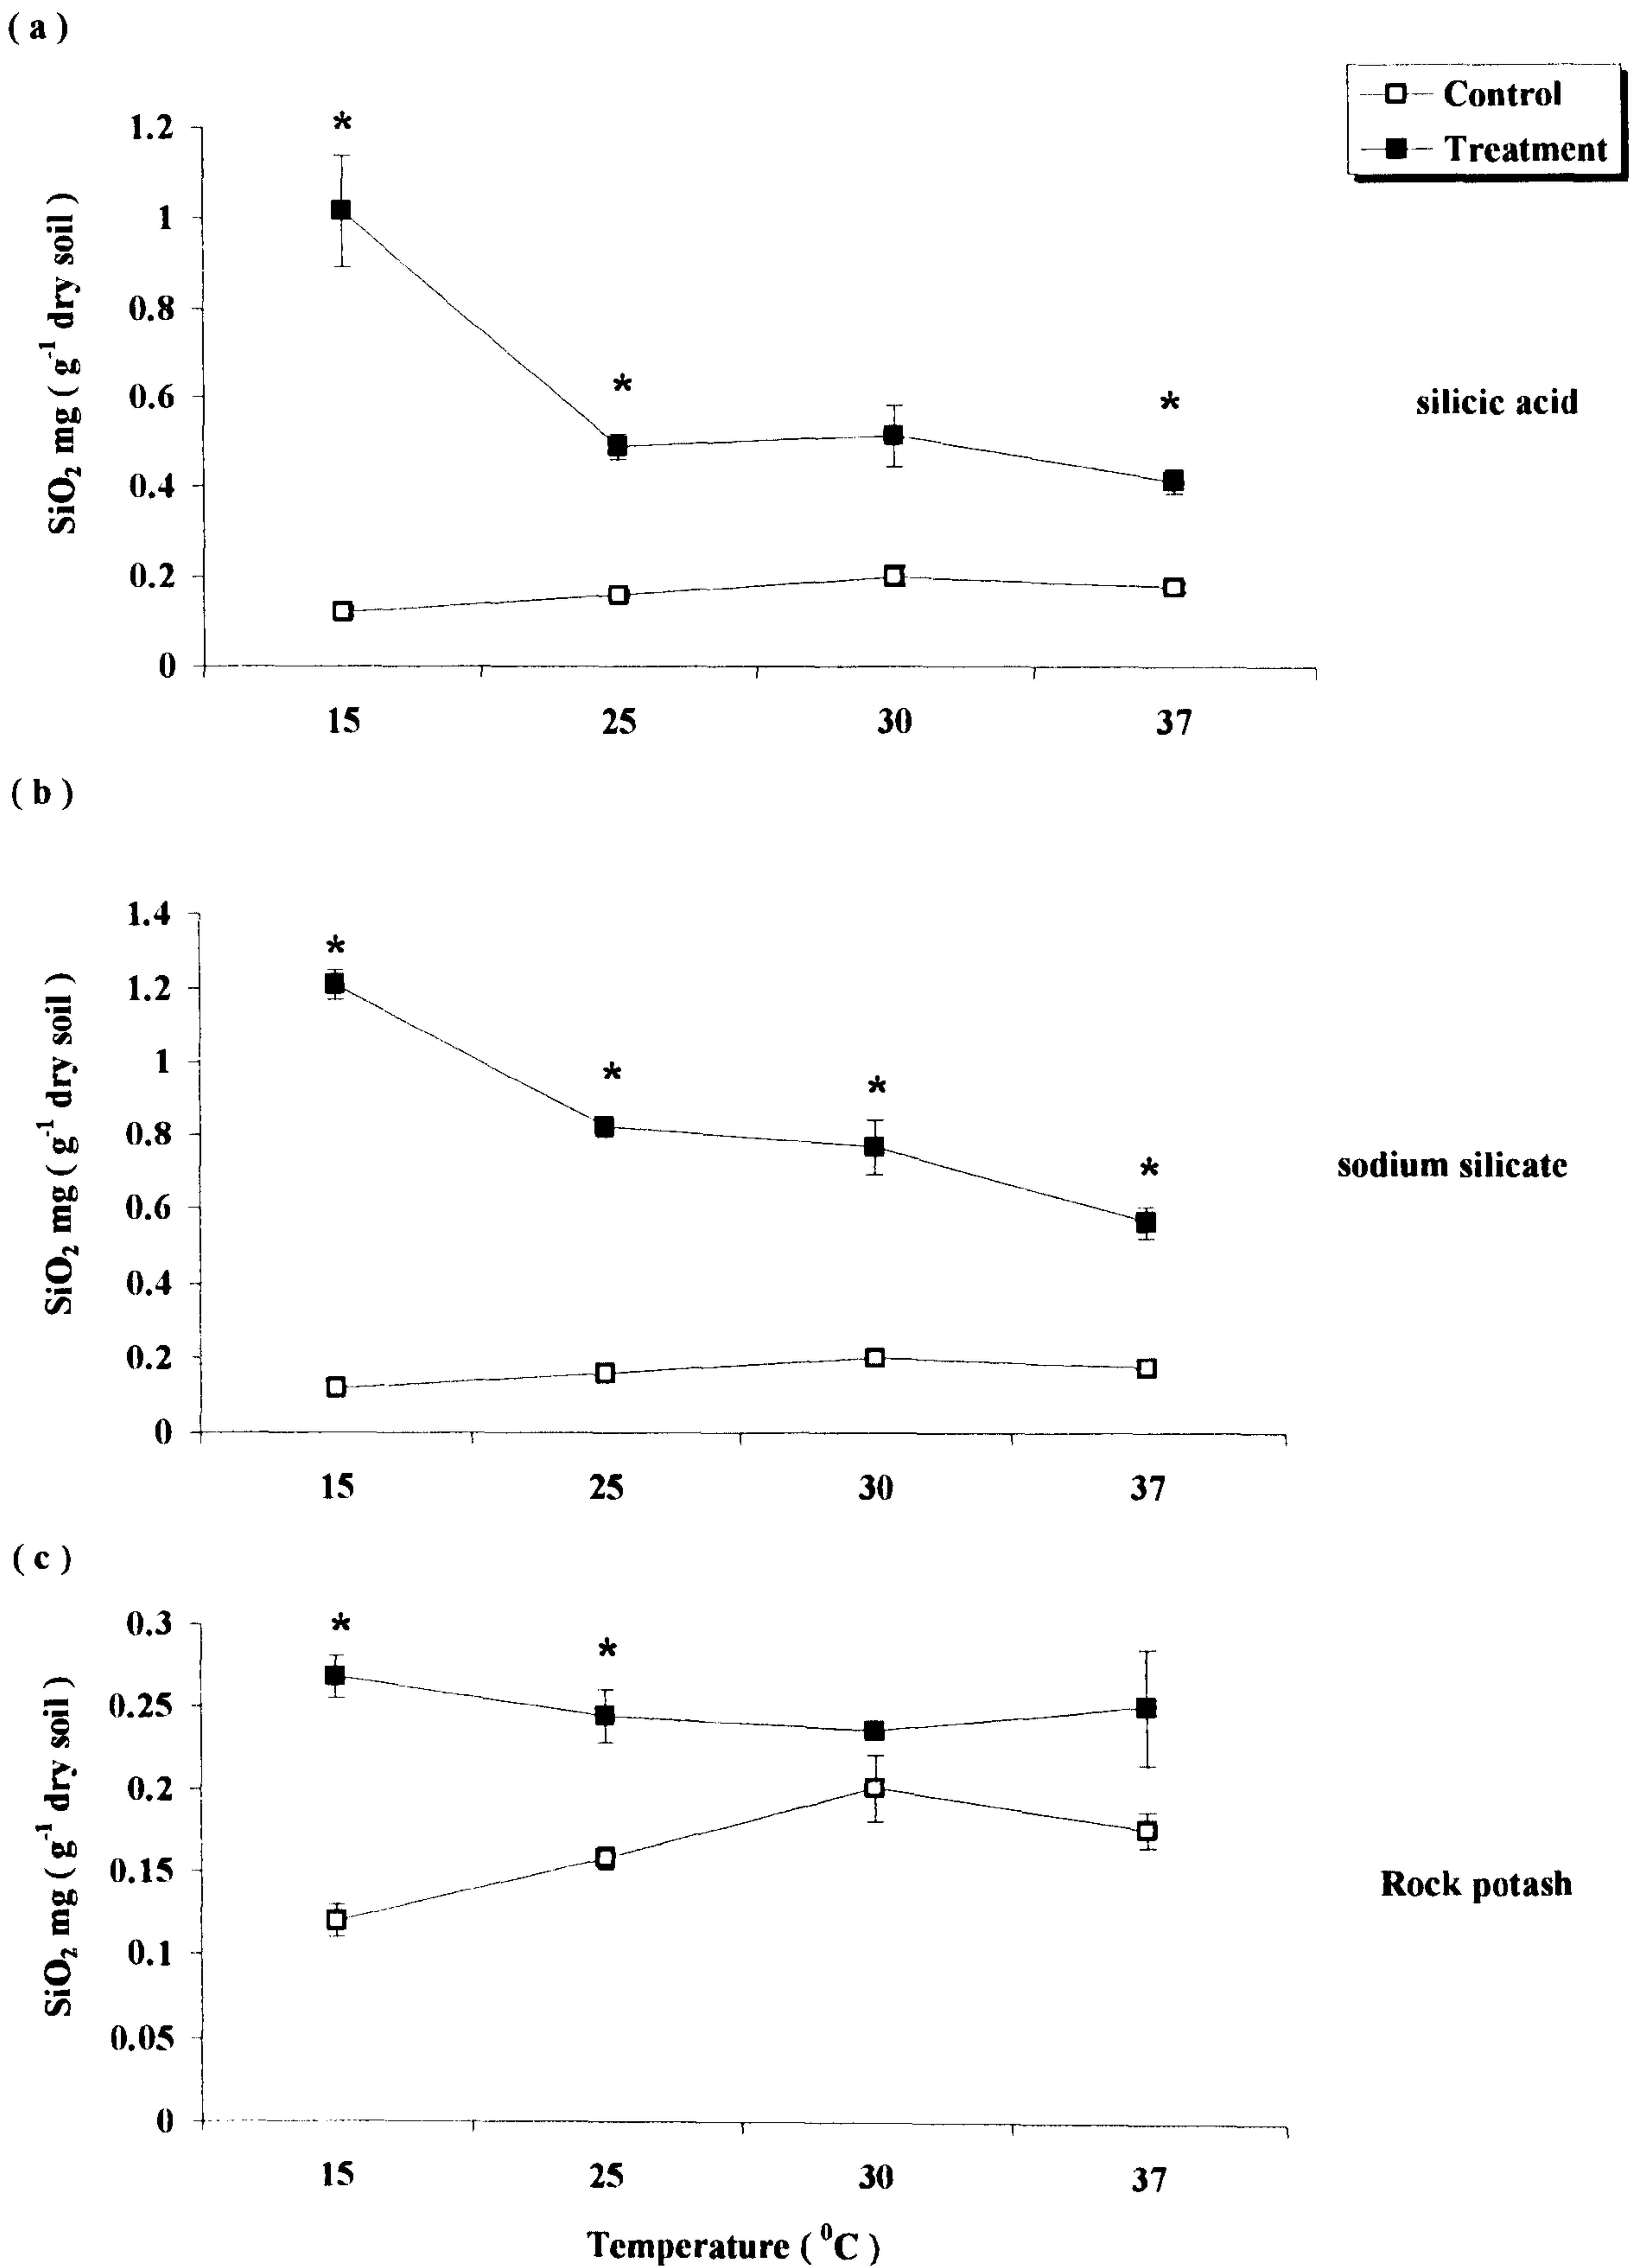 ( a )
Control
Treatment
*
1.2
1
0.8
*
0.6
*
0.4
0.2
0
SiO₂ mg ( g⁻¹ dry soil )
silicic acid
15 25 30 37
( b )
1.4
*
1.2
1
*
*
0.8
*
0.6
0.4
0.2
0
SiO₂ mg ( g⁻¹ dry soil )
sodium silicate
15 25 30 37
( c )
0.3
*
*
0.25
0.2
0.15
0.1
0.05
0
SiO₂ mg ( g⁻¹ dry soil )
Rock potash
15 25 30 37
Temperature ( ⁰C )